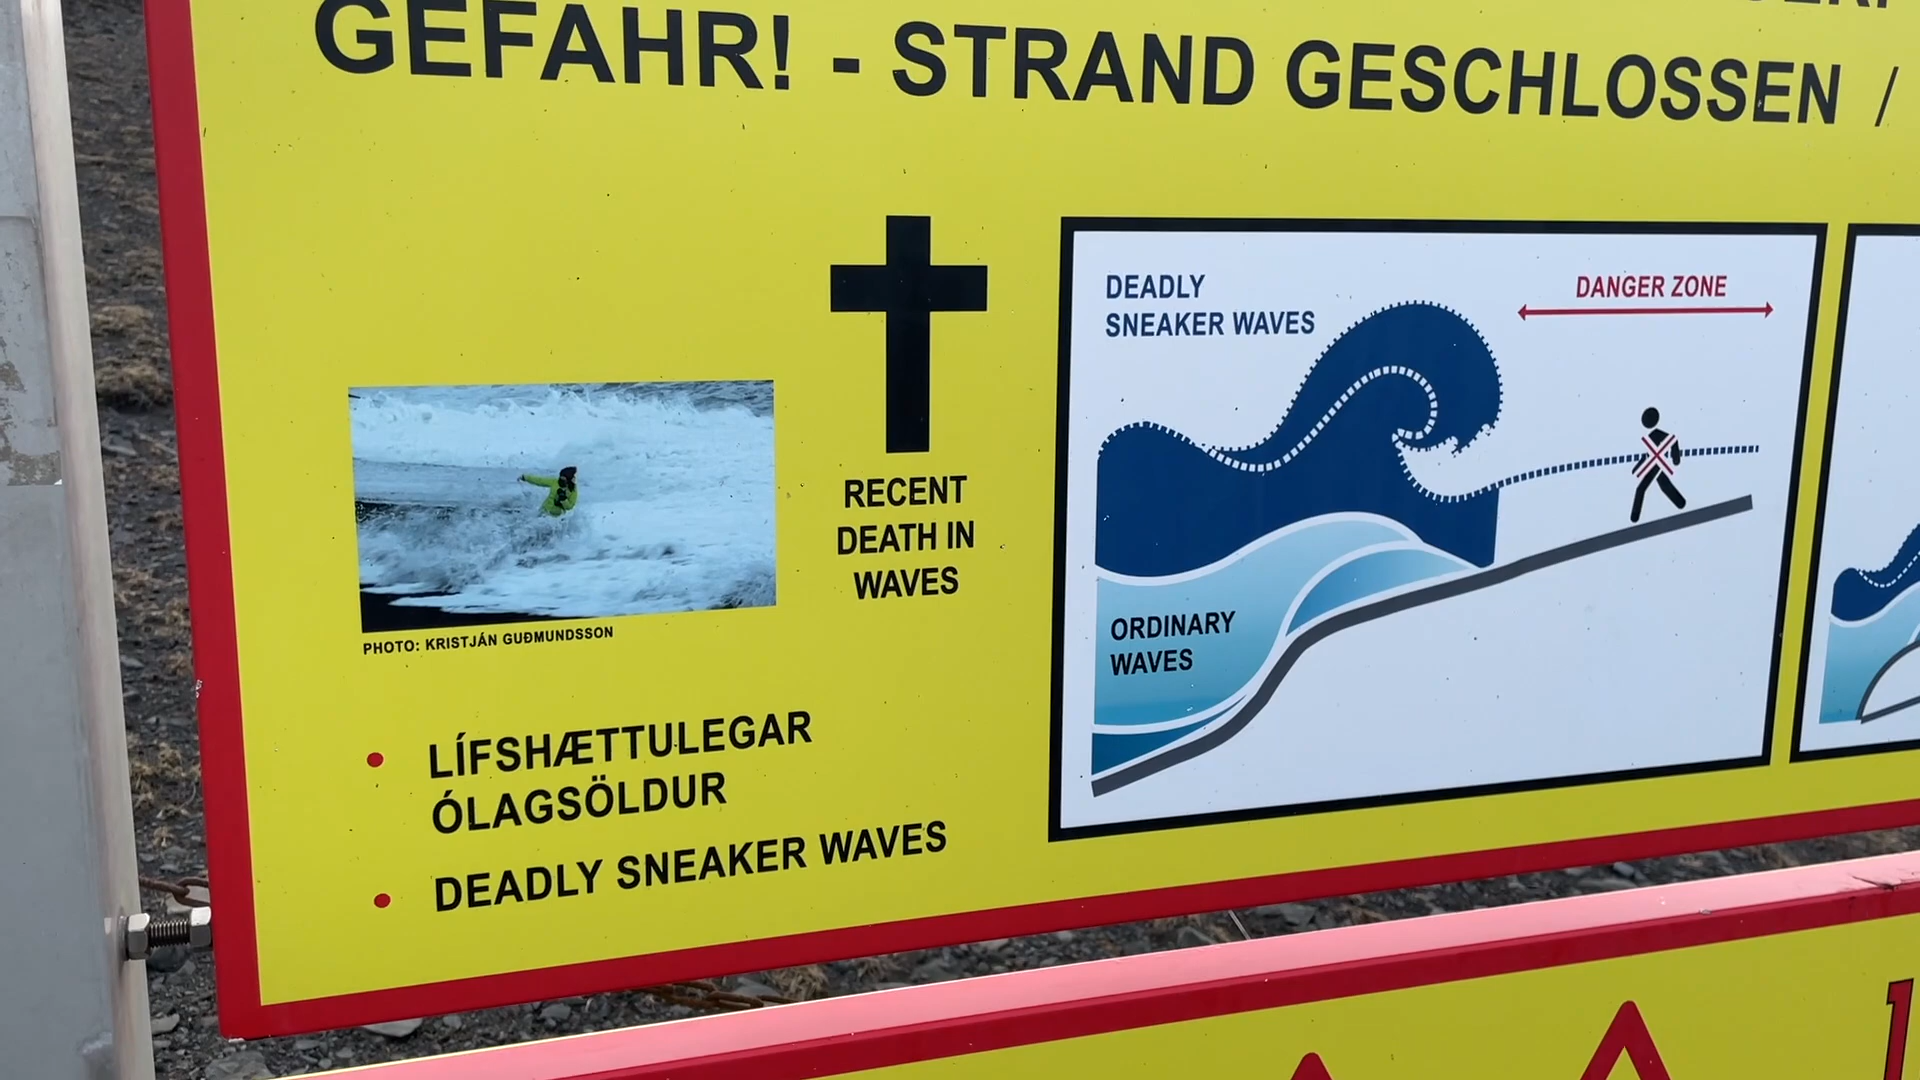 GEFAHR! - STRAND GESCHLOSSEN /
DEADLY
SNEAKER WAVES
DANGER ZONE
RECENT
DEATH IN
WAVES
ORDINARY
WAVES
PHOTO: KRISTJÁN GUÐMUNDSSON
• LÍFSHÆTTULEGAR
ÓLAGSÖLDUR
• DEADLY SNEAKER WAVES